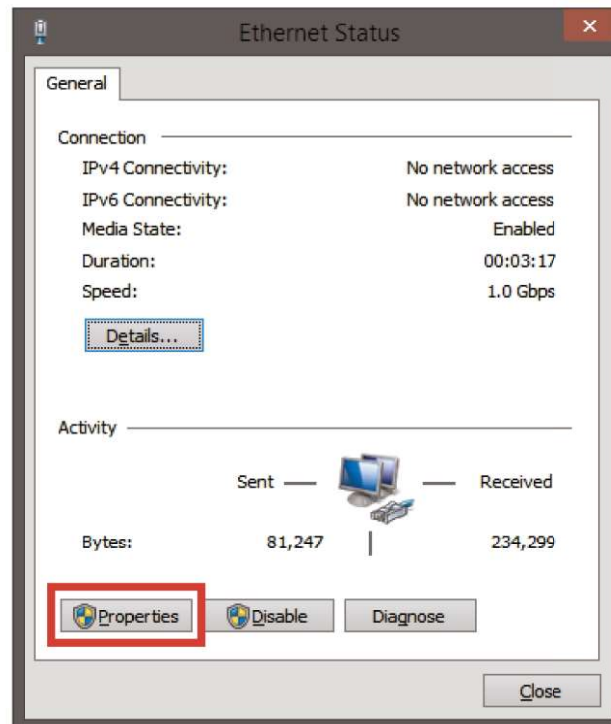 Ethernet Status
General
Connection
IPv4 Connectivity: No network access
IPv6 Connectivity: No network access
Media State: Enabled
Duration: 00:03:17
Speed: 1.0 Gbps
Details...
Activity
Sent Received
Bytes: 81,247 234,299
Properties Disable Diagnose
Close